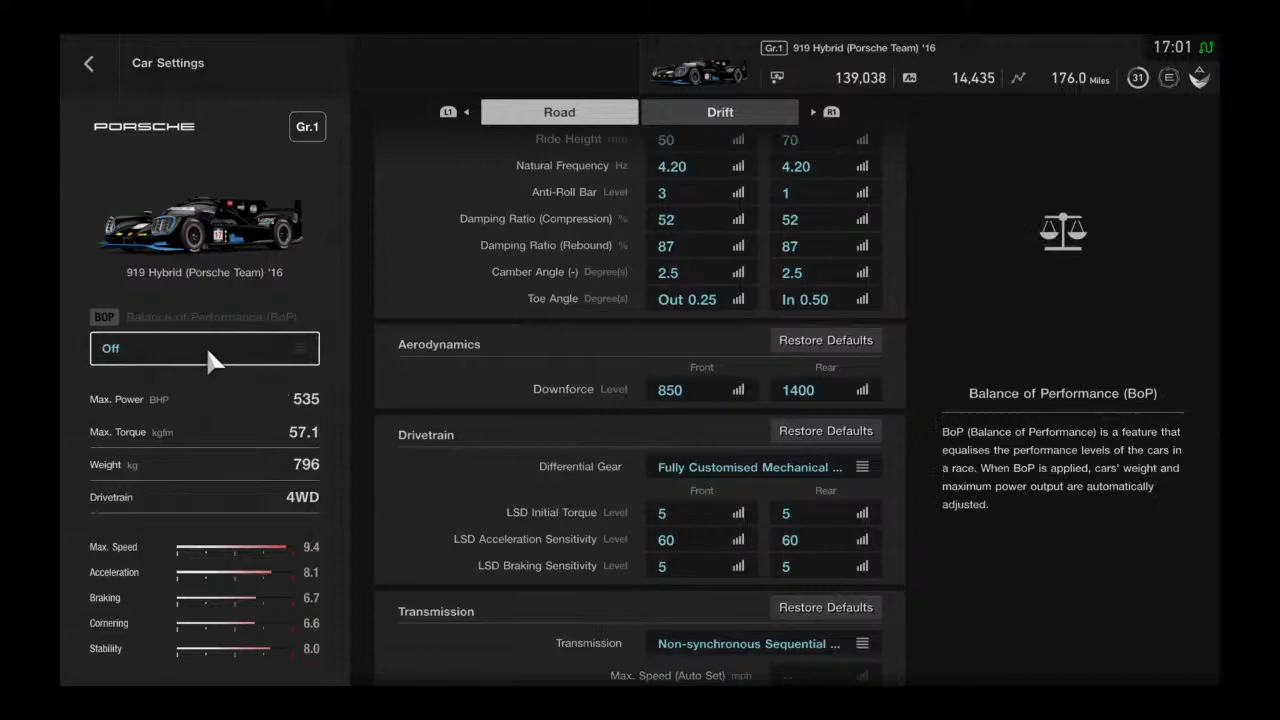 Car Settings
Gr.1 919 Hybrid (Porsche Team) '16
17:01
139,038 14,435 176.0 Miles 31 E
PORSCHE
Gr.1
919 Hybrid (Porsche Team) '16
BOP Balance of Performance (BoP)
Off
Max. Power BHP 535
Max. Torque kgfm 57.1
Weight kg 796
Drivetrain 4WD
Max. Speed 9.4
Acceleration 8.1
Braking 6.7
Cornering 6.6
Stability 8.0
L1 Road Drift R1
Ride Height mm 50 70
Natural Frequency Hz 4.20 4.20
Anti-Roll Bar Level 3 1
Damping Ratio (Compression) % 52 52
Damping Ratio (Rebound) % 87 87
Camber Angle (-) Degree(s) 2.5 2.5
Toe Angle Degree(s) Out 0.25 In 0.50
Aerodynamics Restore Defaults
Front Rear
Downforce Level 850 1400
Drivetrain Restore Defaults
Differential Gear Fully Customised Mechanical ...
Front Rear
LSD Initial Torque Level 5 5
LSD Acceleration Sensitivity Level 60 60
LSD Braking Sensitivity Level 5 5
Transmission Restore Defaults
Transmission Non-synchronous Sequential ...
Max. Speed (Auto Set) mph --
Balance of Performance (BoP)
BoP (Balance of Performance) is a feature that
equalises the performance levels of the cars in
a race. When BoP is applied, cars' weight and
maximum power output are automatically
adjusted.